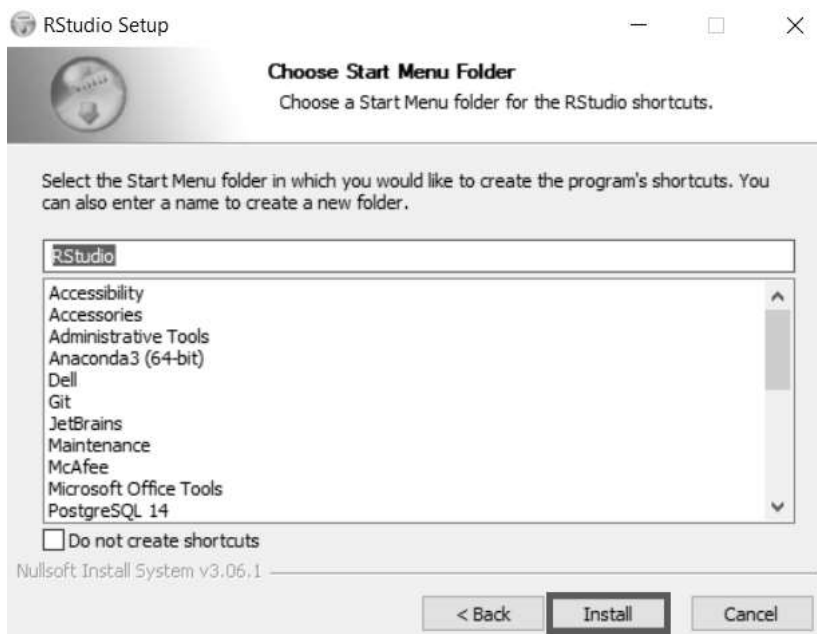 RStudio Setup
Choose Start Menu Folder
Choose a Start Menu folder for the RStudio shortcuts.
Select the Start Menu folder in which you would like to create the program's shortcuts. You
can also enter a name to create a new folder.
RStudio
Accessibility
Accessories
Administrative Tools
Anaconda3 (64-bit)
Dell
Git
JetBrains
Maintenance
McAfee
Microsoft Office Tools
PostgreSQL 14
Do not create shortcuts
Nullsoft Install System v3.06.1
< Back Install Cancel